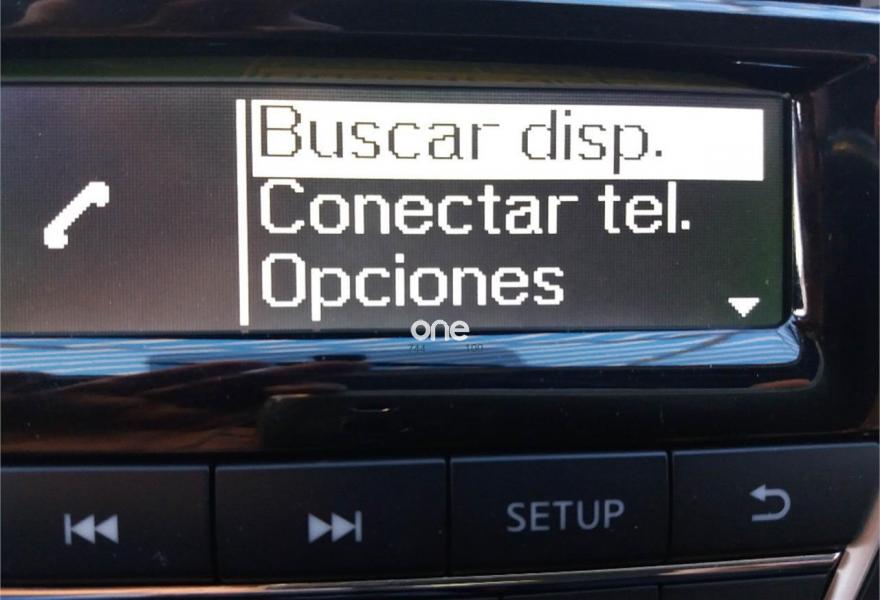 Buscar disp.
Conectar tel.
Opciones
one
SETUP